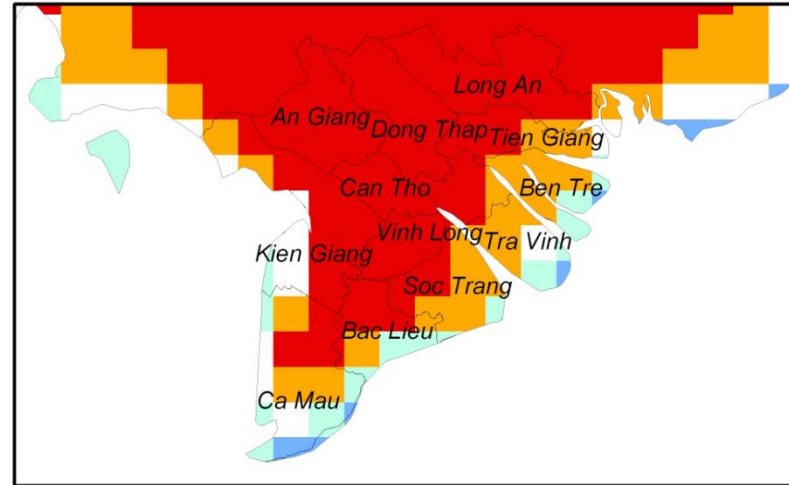 Long An
An Giang
Dong Thap
Tien Giang
Can Tho
Ben Tre
Vinh Long
Tra Vinh
Kien Giang
Soc Trang
Bac Lieu
Ca Mau